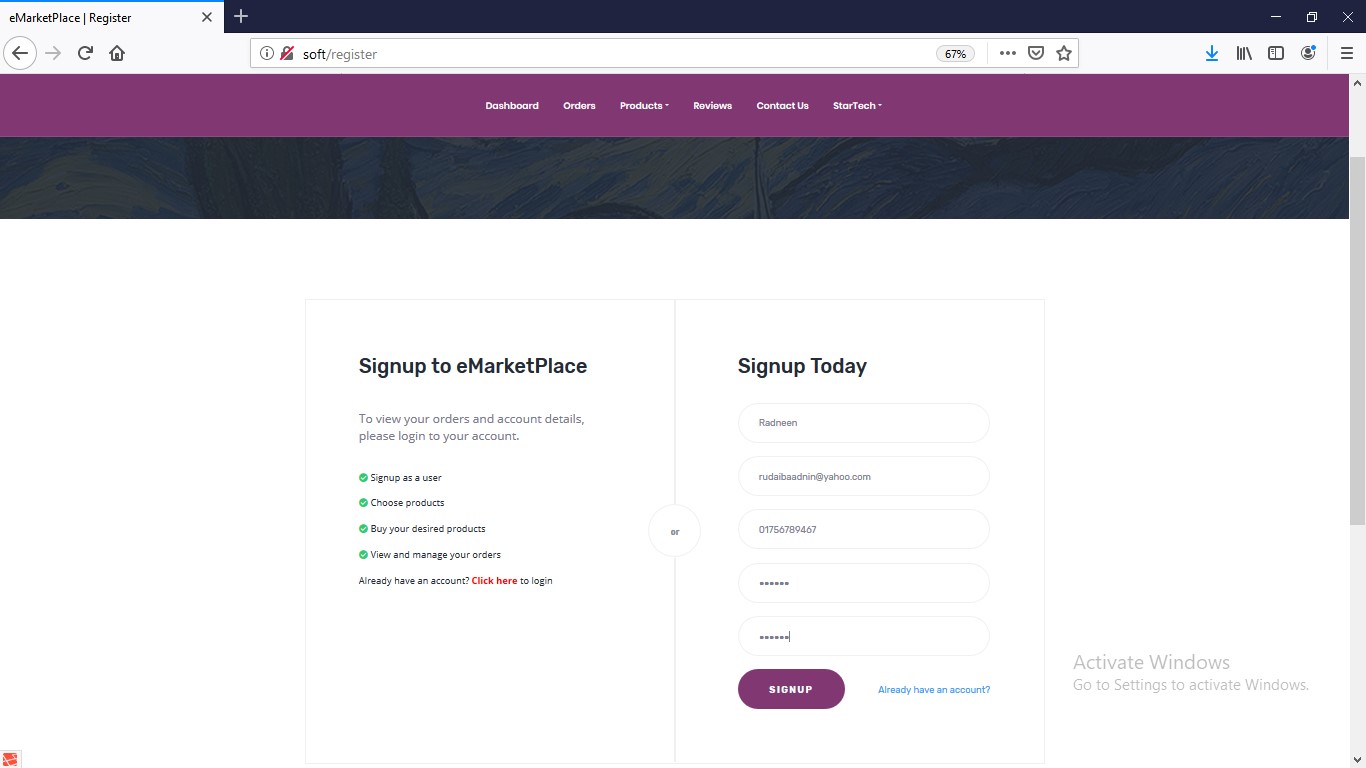 eMarketPlace | Register
soft/register
67%
Dashboard Orders Products Reviews Contact Us StarTech
Signup to eMarketPlace
To view your orders and account details,
please login to your account.
Signup as a user
Choose products
Buy your desired products
View and manage your orders
Already have an account? Click here to login
or
Signup Today
Radneen
rudaibaadnin@yahoo.com
01756789467
••••••
••••••
SIGNUP
Already have an account?
Activate Windows
Go to Settings to activate Windows.